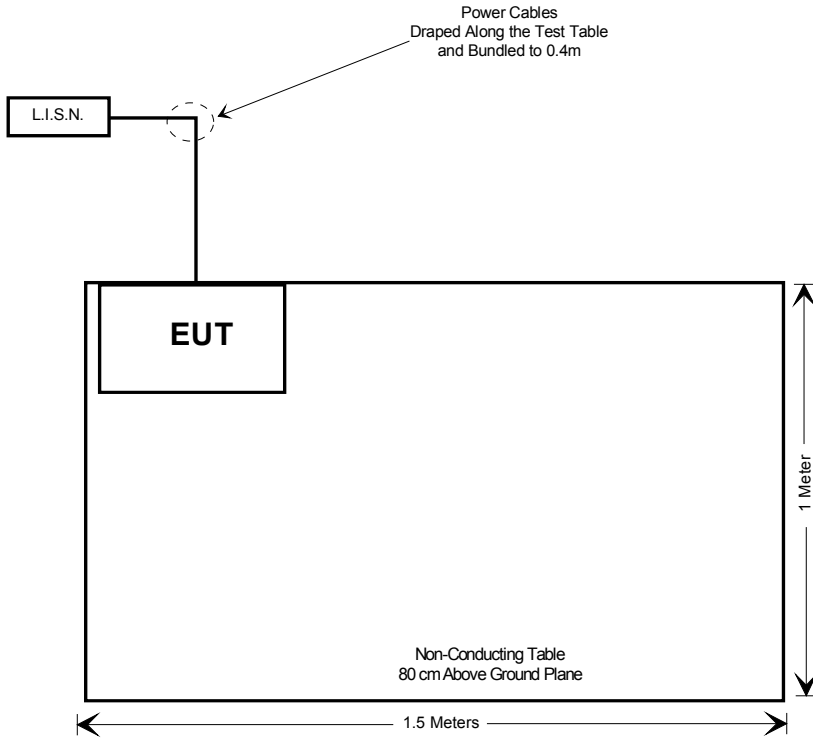 Power Cables
Draped Along the Test Table
and Bundled to 0.4m
L.I.S.N.
EUT
1 Meter
Non-Conducting Table
80 cm Above Ground Plane
1.5 Meters